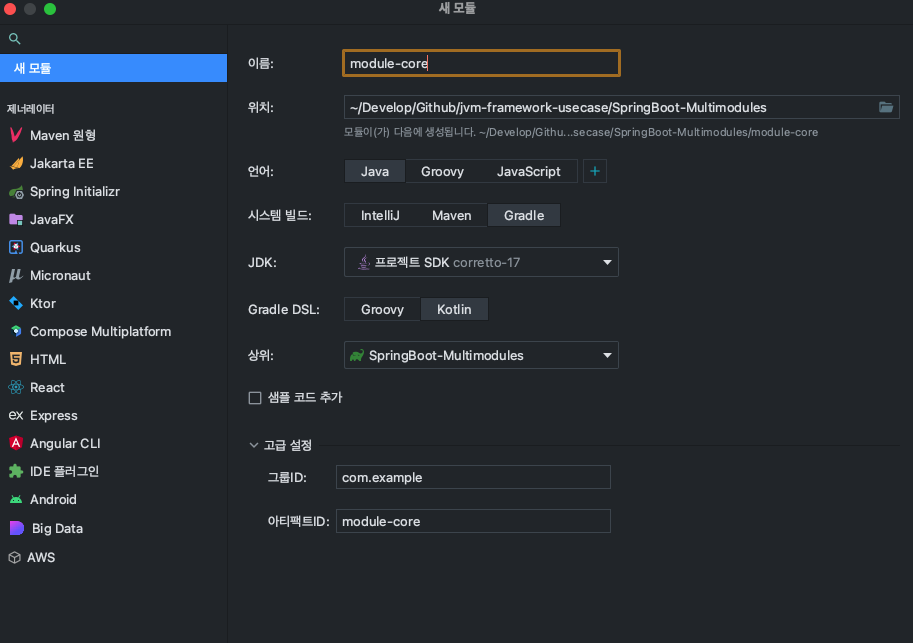 새 모듈
새 모듈
제너레이터
Maven 원형
Jakarta EE
Spring Initializr
JavaFX
Quarkus
Micronaut
Ktor
Compose Multiplatform
HTML
React
Express
Angular CLI
IDE 플러그인
Android
Big Data
AWS
이름: module-core
위치: ~/Develop/Github/jvm-framework-usecase/SpringBoot-Multimodules
모듈이(가) 다음에 생성됩니다. ~/Develop/Githu...secase/SpringBoot-Multimodules/module-core
언어: Java Groovy JavaScript +
시스템 빌드: IntelliJ Maven Gradle
JDK: 프로젝트 SDK corretto-17
Gradle DSL: Groovy Kotlin
상위: SpringBoot-Multimodules
샘플 코드 추가
고급 설정
그룹ID: com.example
아티팩트ID: module-core